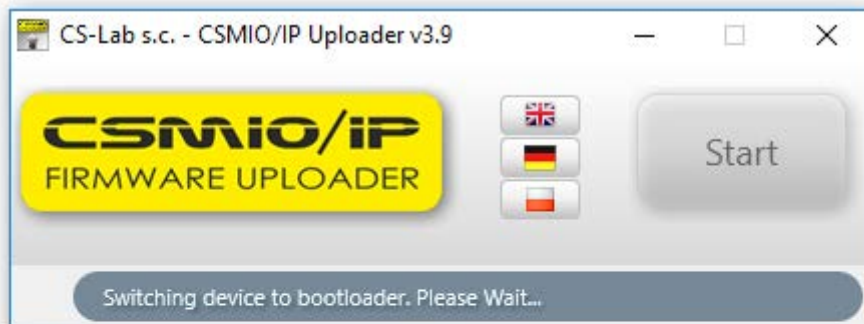 CS-Lab s.c. - CSMIO/IP Uploader v3.9
CSMIO/IP
FIRMWARE UPLOADER
Start
Switching device to bootloader. Please Wait...